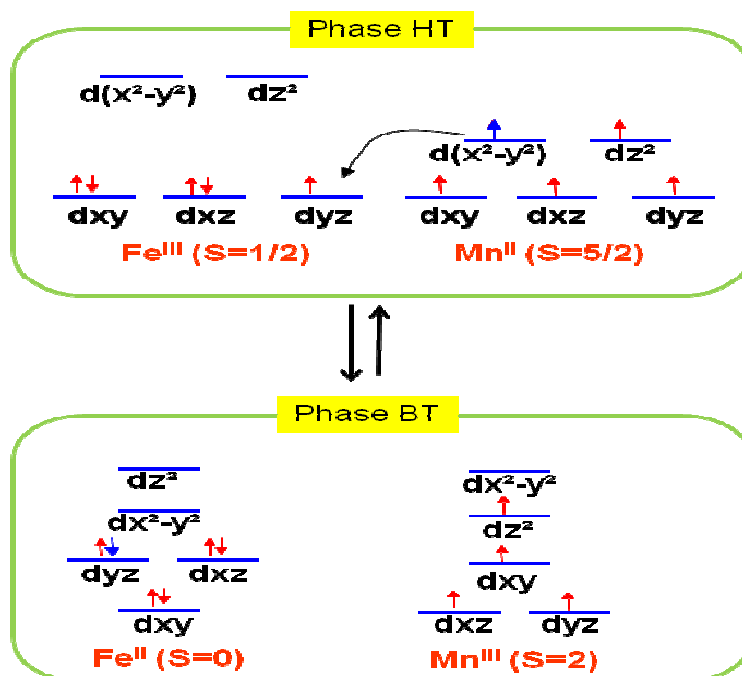 Phase HT
d(x²-y²) dz²
d(x²-y²) dz²
dxy dxz dyz dxy dxz dyz
Fe^III (S=1/2) Mn^II (S=5/2)
Phase BT
dz² dx²-y²
dx²-y² dz²
dyz dxz dxy
dxy dxz dyz
Fe^II (S=0) Mn^III (S=2)